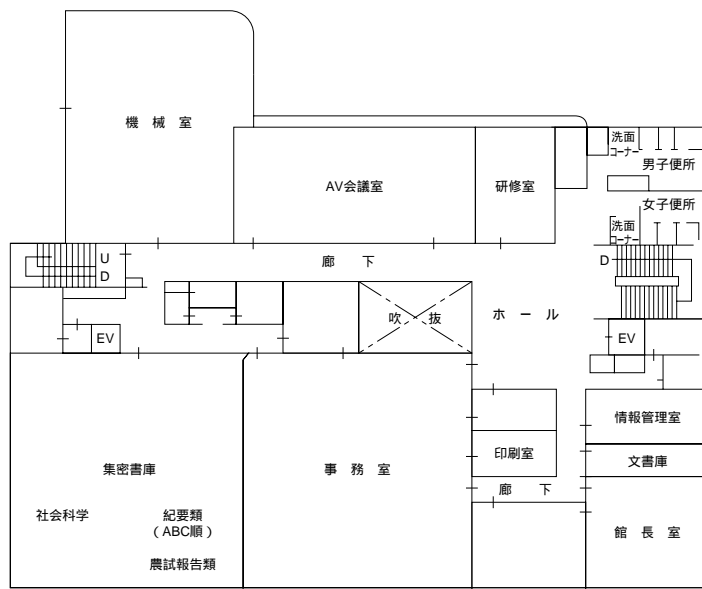 機 械 室
洗面
コーナー
男子便所
AV会議室
研修室
女子便所
洗面
コーナー
廊 下
U
D
D
吹 抜
ホ ー ル
EV
EV
情報管理室
印刷室
文書庫
集密書庫
事 務 室
廊 下
社会科学
紀要類
(ABC順)
館 長 室
農試報告類